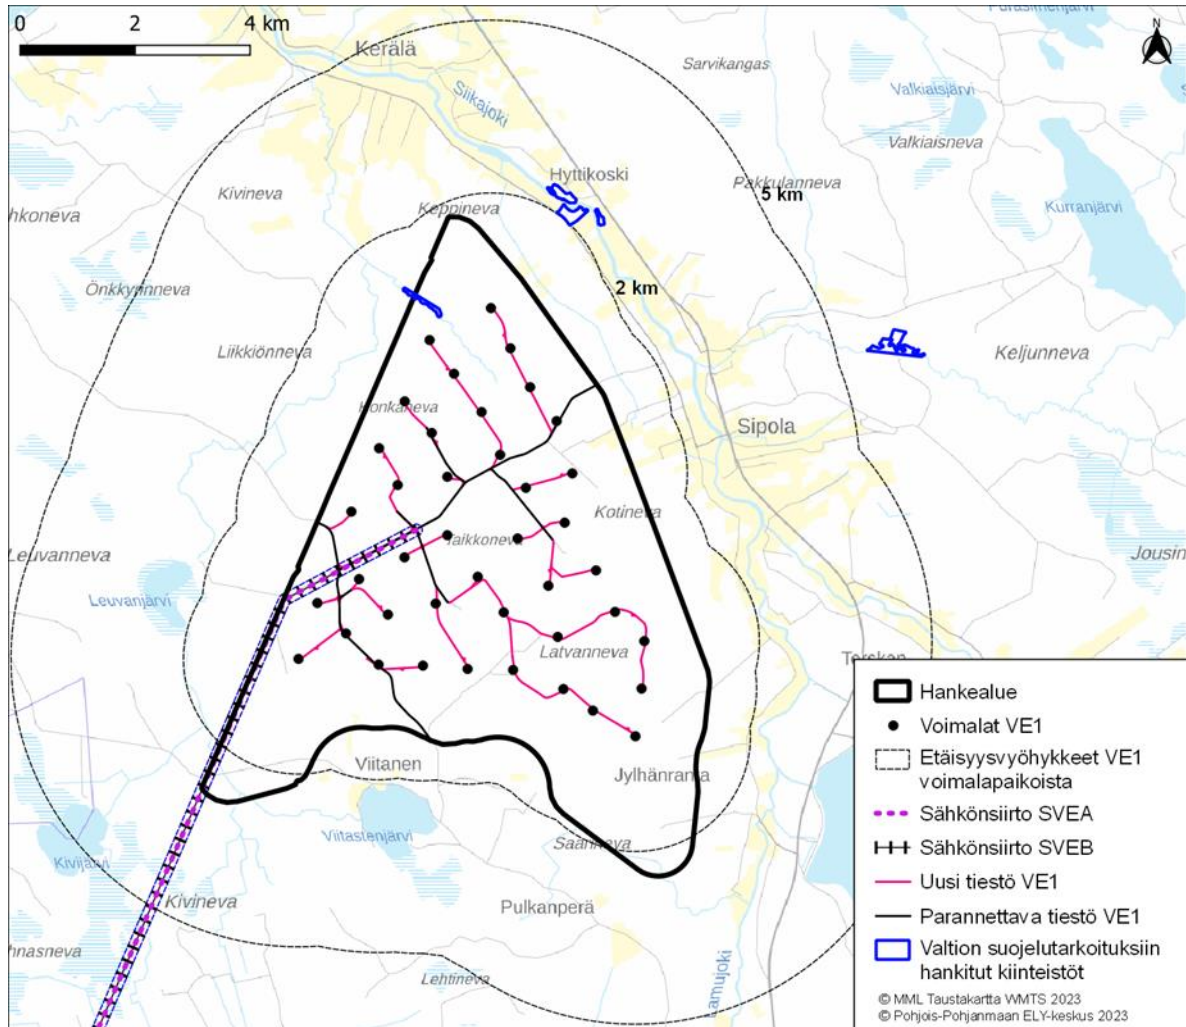 0 2 4 km
N
Kerälä
Sarvikangas
Siikajoki
Valkiaisjärvi
Valkiaisneva
Hyttikoski
Pakkulanneva
5 km
Kivineva
Keppineva
Kurranjärvi
Önkkyrinneva
2 km
Liikkiönneva
Keljunneva
Honkaneva
Sipola
Kotineva
Leuvanneva
Leuvanjärvi
Latvanneva
Viitanen
Jylhänranta
Viitastenjärvi
Saarineva
Kivijärvi
Kivineva
Pulkanperä
Lehtineva
Lamujoki
Hankealue
Voimalat VE1
Etäisyysvyöhykkeet VE1
voimalapaikoista
Sähkönsiirto SVEA
Sähkönsiirto SVEB
Uusi tiestö VE1
Parannettava tiestö VE1
Valtion suojelutarkoituksiin
hankitut kiinteistöt
© MML Taustakartta WMTS 2023
© Pohjois-Pohjanmaan ELY-keskus 2023